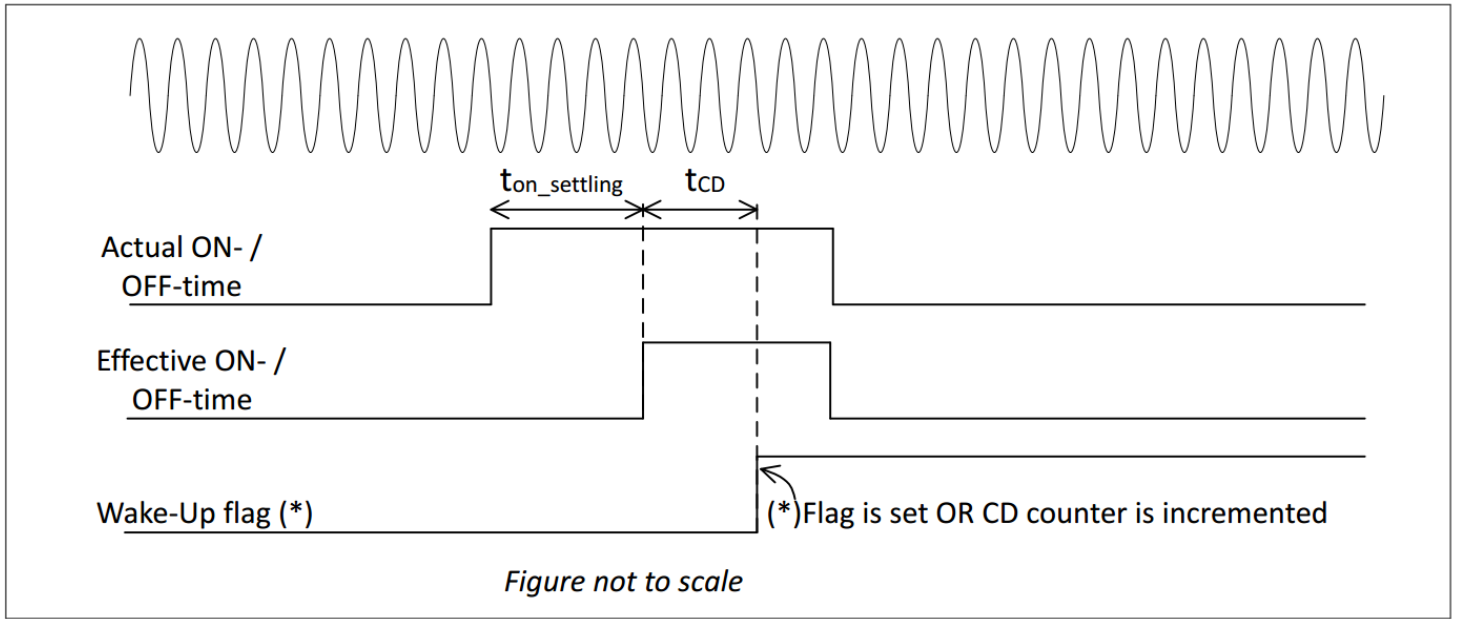 ton_settling
tCD
Actual ON- /
OFF-time
Effective ON- /
OFF-time
Wake-Up flag (*)
(*)Flag is set OR CD counter is incremented
Figure not to scale